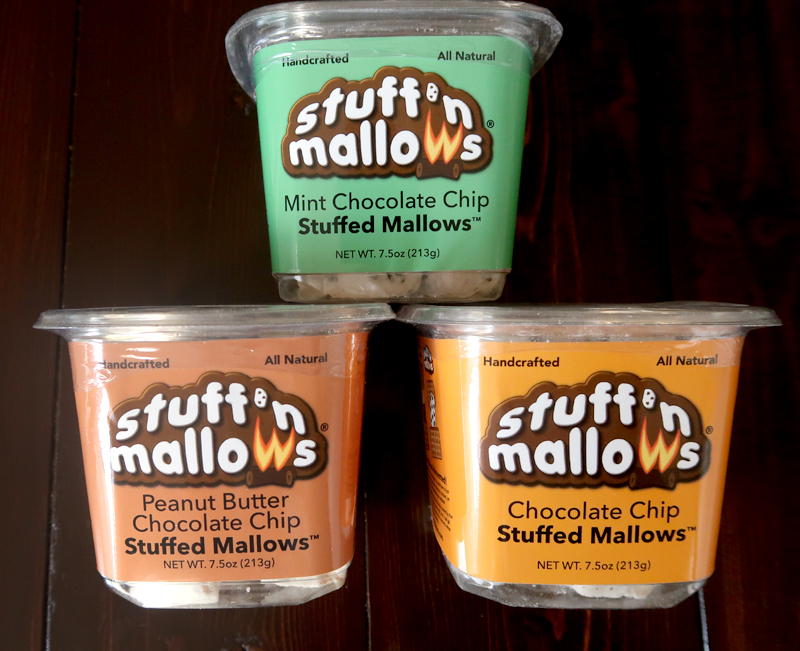 Handcrafted All Natural
stuff'n
mallows®
Mint Chocolate Chip
Stuffed Mallows™
NET WT. 7.5oz (213g)
Handcrafted All Natural
stuff'n
mallows®
Peanut Butter
Chocolate Chip
Stuffed Mallows™
NET WT. 7.5oz (213g)
Handcrafted All Natural
stuff'n
mallows®
Chocolate Chip
Stuffed Mallows™
NET WT. 7.5oz (213g)